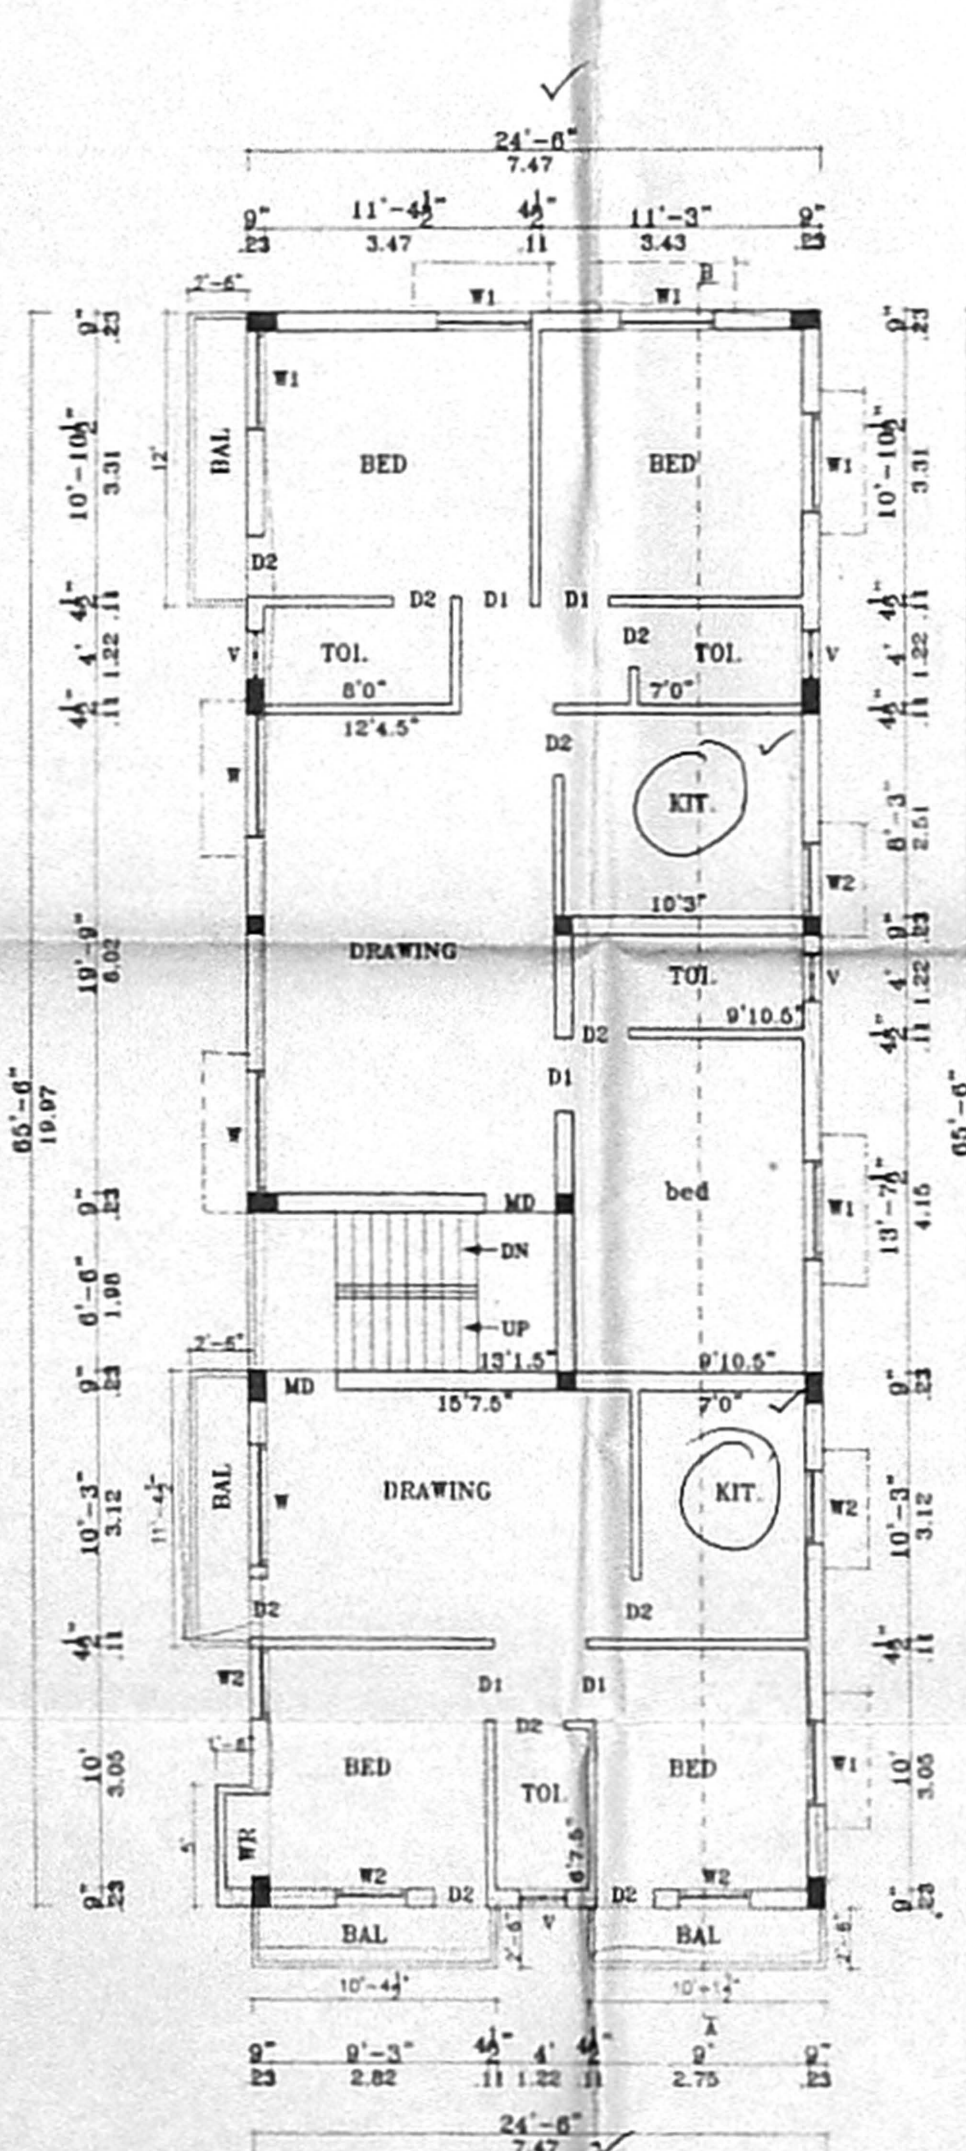 24'-6"
7.47
9" 11'-4½" 4½" 11'-3" 9"
.23 3.47 .11 3.43 .23
B
2'-6" W1 W1
9" .23 9" .23
W1
10'-10½" 3.31 12' BAL BED BED W1 10'-10½" 3.31
D2
4½" .11 D2 D1 D1 4½" .11
D2
4' 1.22 V TOI. TOI. V 4' 1.22
8'0" 7'0"
4½" .11 12'4.5" 4½" .11
D2
W KIT. 8'-3" 2.51
W2
10'3"
9" .23
19'-9" 6.02 DRAWING TOI. V 4' 1.22
9'10.5"
D2 4½" .11
D1
65'-6" 19.97 W 65'-6"
bed W1 13'-7½" 4.15
9" .23 MD
DN
6'-6" 1.98
UP
2'-6" 13'1.5" 9'10.5"
9" .23 MD 9" .23
15'7.5" 7'0"
10'-3" 3.12 11'-4½" BAL W DRAWING KIT. W2 10'-3" 3.12
D2 D2
4½" .11 4½" .11
W2 D1 D1
D2
10' 3.05 BED TOI. BED W1 10' 3.05
5' WR 6'7.5"
W2 D2 D2 W2
9" .23 9" .23
V
BAL 2'-6" BAL 2'-6"
10'-4½" 10'-1½"
A
9" 9'-3" 4½" 4' 4½" 9' 9"
.23 2.82 .11 1.22 .11 2.75 .23
24'-6"
7.47